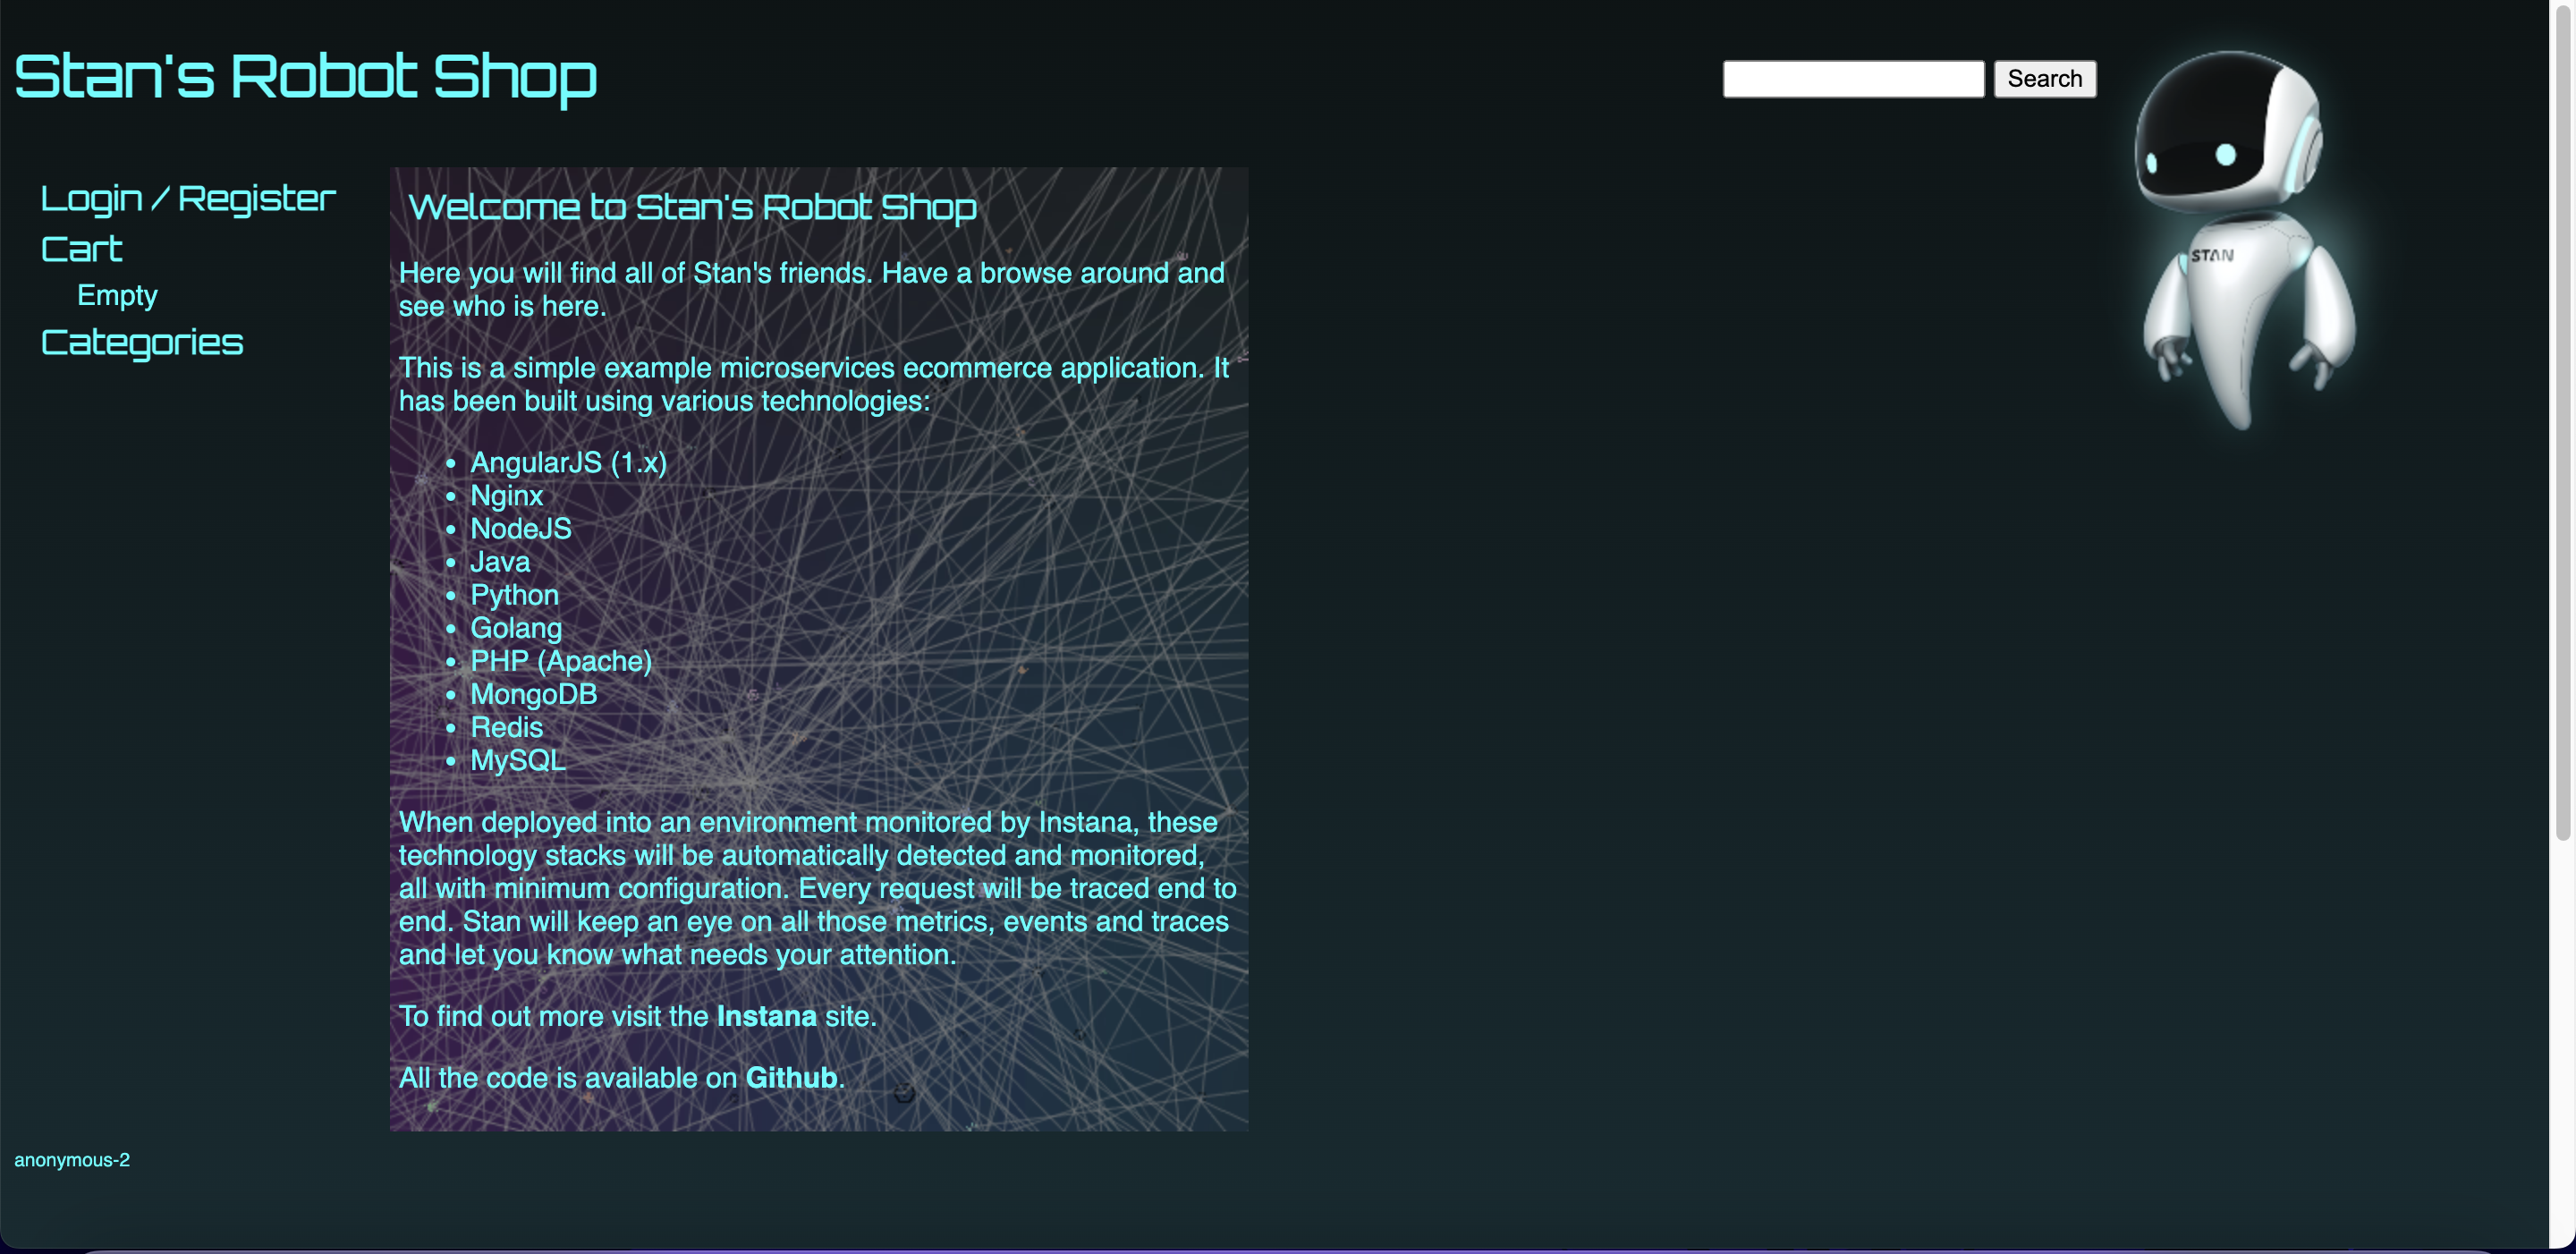 Stan's Robot Shop
Search
STAN
Login / Register
Cart
Empty
Categories
Welcome to Stan's Robot Shop
Here you will find all of Stan's friends. Have a browse around and
see who is here.
This is a simple example microservices ecommerce application. It
has been built using various technologies:
• AngularJS (1.x)
• Nginx
• NodeJS
• Java
• Python
• Golang
• PHP (Apache)
• MongoDB
• Redis
• MySQL
When deployed into an environment monitored by Instana, these
technology stacks will be automatically detected and monitored,
all with minimum configuration. Every request will be traced end to
end. Stan will keep an eye on all those metrics, events and traces
and let you know what needs your attention.
To find out more visit the Instana site.
All the code is available on Github.
anonymous-2